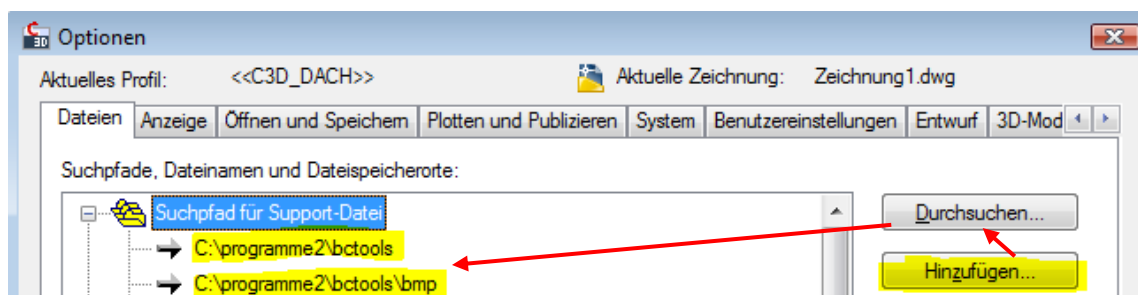 Optionen
Aktuelles Profil: <<C3D_DACH>> Aktuelle Zeichnung: Zeichnung1.dwg
Dateien Anzeige Öffnen und Speichern Plotten und Publizieren System Benutzereinstellungen Entwurf 3D-Mod
Suchpfade, Dateinamen und Dateispeicherorte:
Suchpfad für Support-Datei Durchsuchen...
C:\programme2\bctools
C:\programme2\bctools\bmp Hinzufügen...